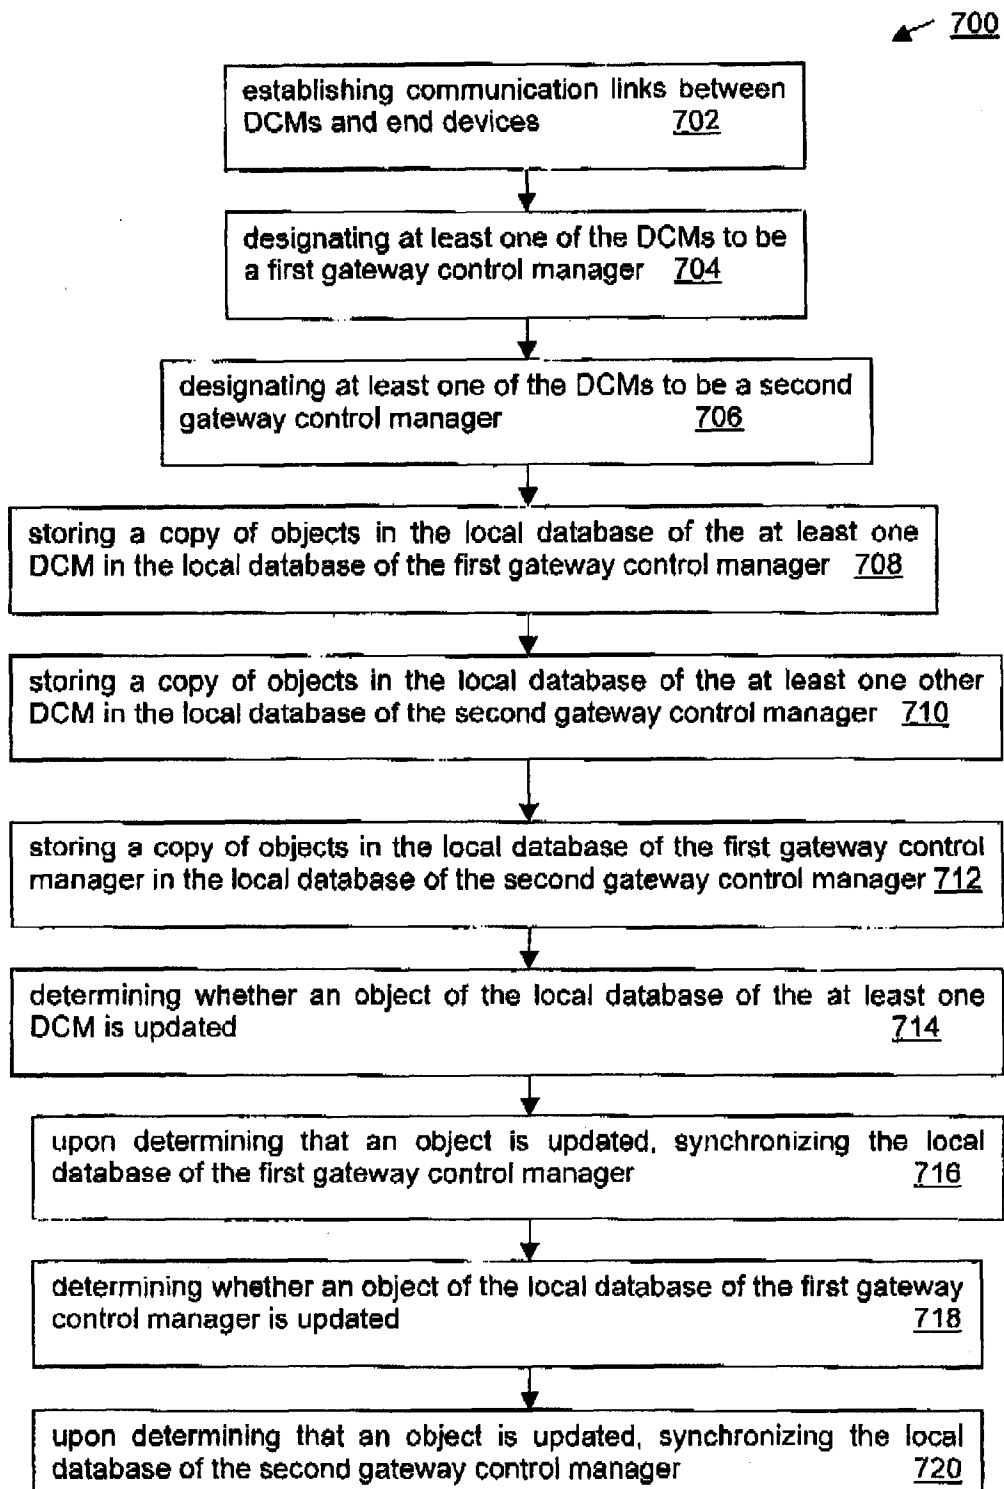 700
establishing communication links between
DCMs and end devices 702
designating at least one of the DCMs to be
a first gateway control manager 704
designating at least one of the DCMs to be a second
gateway control manager 706
storing a copy of objects in the local database of the at least one
DCM in the local database of the first gateway control manager 708
storing a copy of objects in the local database of the at least one other
DCM in the local database of the second gateway control manager 710
storing a copy of objects in the local database of the first gateway control
manager in the local database of the second gateway control manager 712
determining whether an object of the local database of the at least one
DCM is updated 714
upon determining that an object is updated, synchronizing the local
database of the first gateway control manager 716
determining whether an object of the local database of the first gateway
control manager is updated 718
upon determining that an object is updated, synchronizing the local
database of the second gateway control manager 720